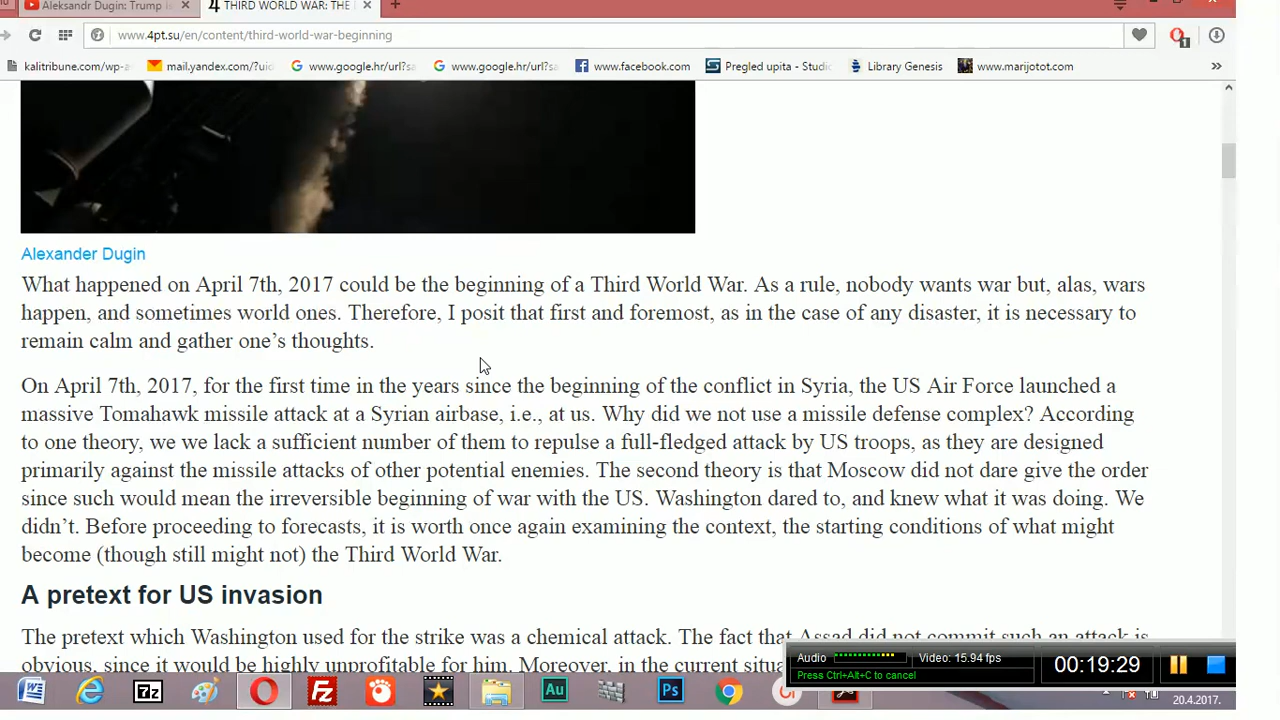 Aleksandr Dugin: Trump
4 THIRD WORLD WAR: THE
www.4pt.su/en/content/third-world-war-beginning
1
kalitribune.com/wp-a
mail.yandex.com/?uid
www.google.hr/url?sa
www.google.hr/url?sa
www.facebook.com
Pregled upita - Studio
Library Genesis
www.marijotot.com
»
Alexander Dugin
What happened on April 7th, 2017 could be the beginning of a Third World War. As a rule, nobody wants war but, alas, wars
happen, and sometimes world ones. Therefore, I posit that first and foremost, as in the case of any disaster, it is necessary to
remain calm and gather one’s thoughts.
On April 7th, 2017, for the first time in the years since the beginning of the conflict in Syria, the US Air Force launched a
massive Tomahawk missile attack at a Syrian airbase, i.e., at us. Why did we not use a missile defense complex? According
to one theory, we we lack a sufficient number of them to repulse a full-fledged attack by US troops, as they are designed
primarily against the missile attacks of other potential enemies. The second theory is that Moscow did not dare give the order
since such would mean the irreversible beginning of war with the US. Washington dared to, and knew what it was doing. We
didn’t. Before proceeding to forecasts, it is worth once again examining the context, the starting conditions of what might
become (though still might not) the Third World War.
A pretext for US invasion
The pretext which Washington used for the strike was a chemical attack. The fact that Assad did not commit such an attack is
obvious, since it would be highly unprofitable for him. Moreover, in the current situa
Audio
Video: 15.94 fps
Press Ctrl+Alt+C to cancel
00:19:29
7z
Fz
Au
Ps
20.4.2017.